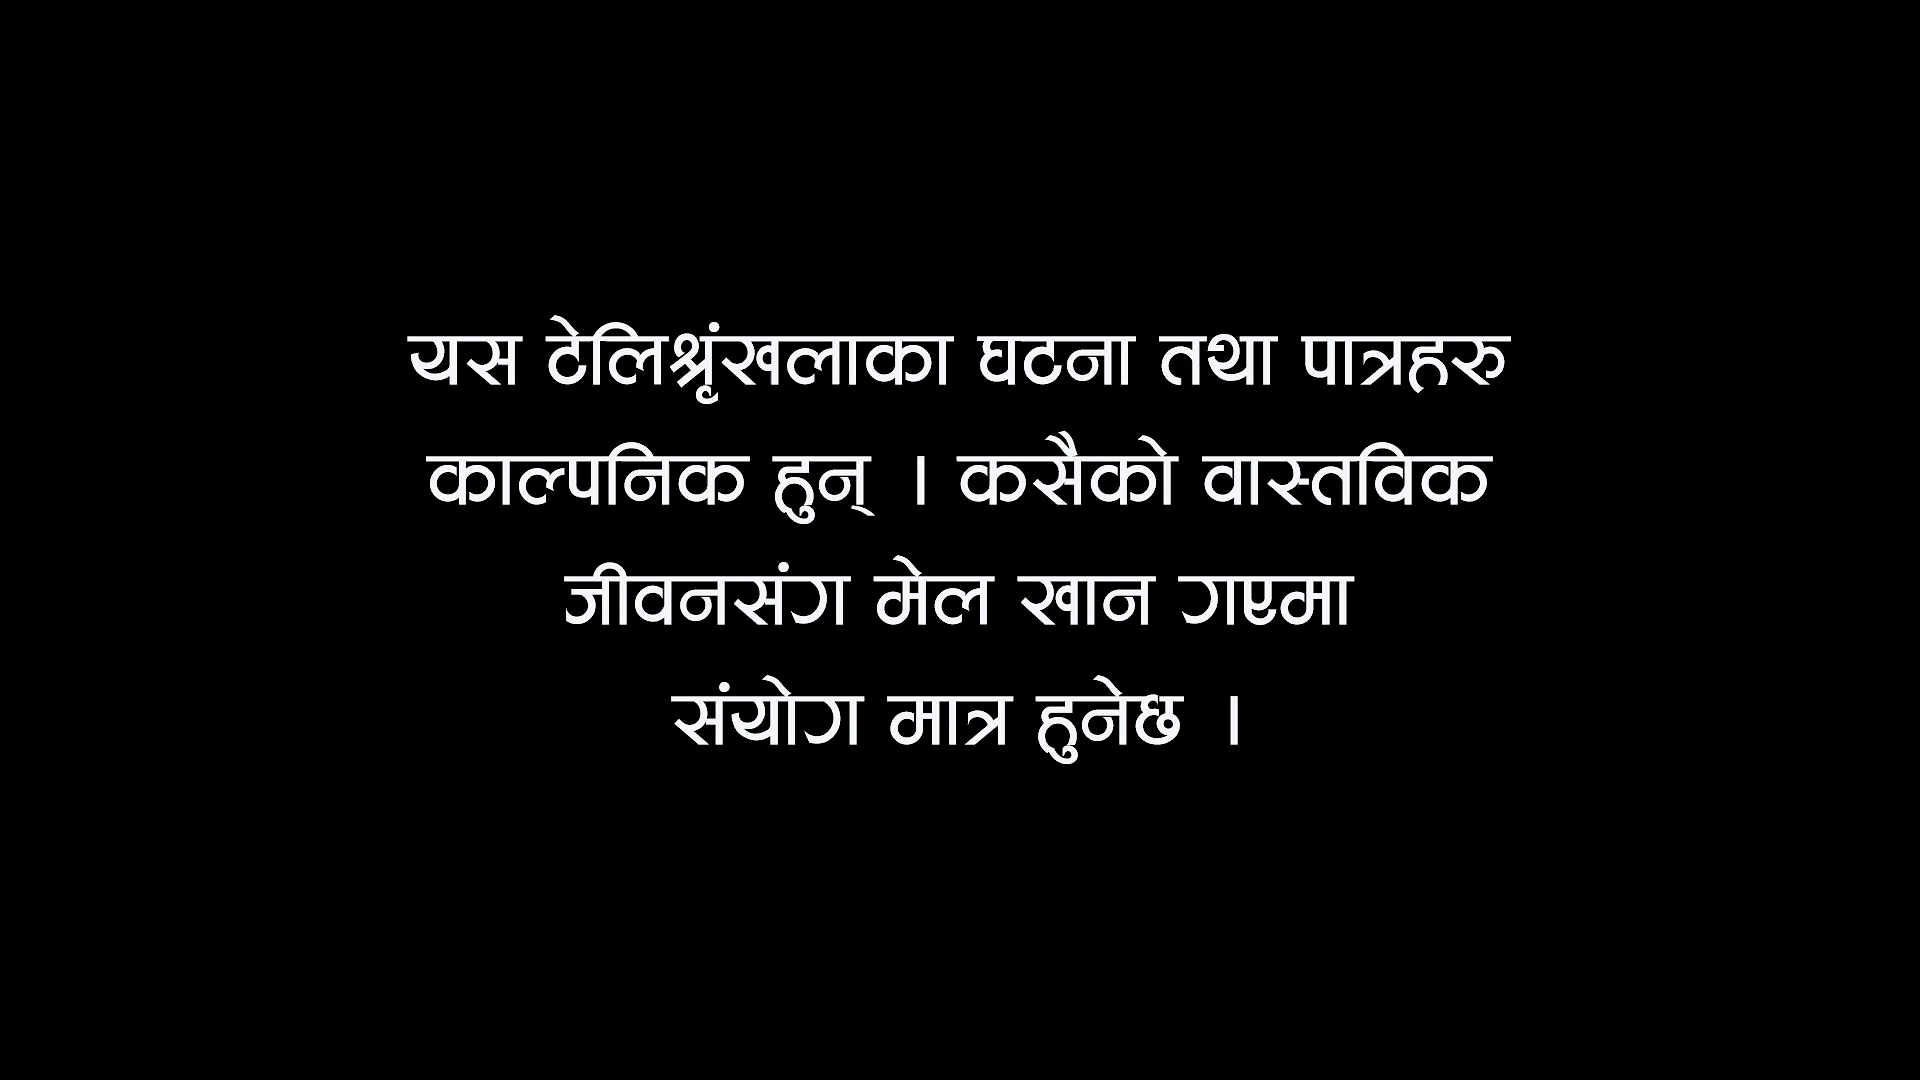 यस टेलिश्रृंखलाका घटना तथा पात्रहरु
काल्पनिक हुन् । कसैको वास्तविक
जीवनसंग मेल खान गएमा
संयोग मात्र हुनेछ ।